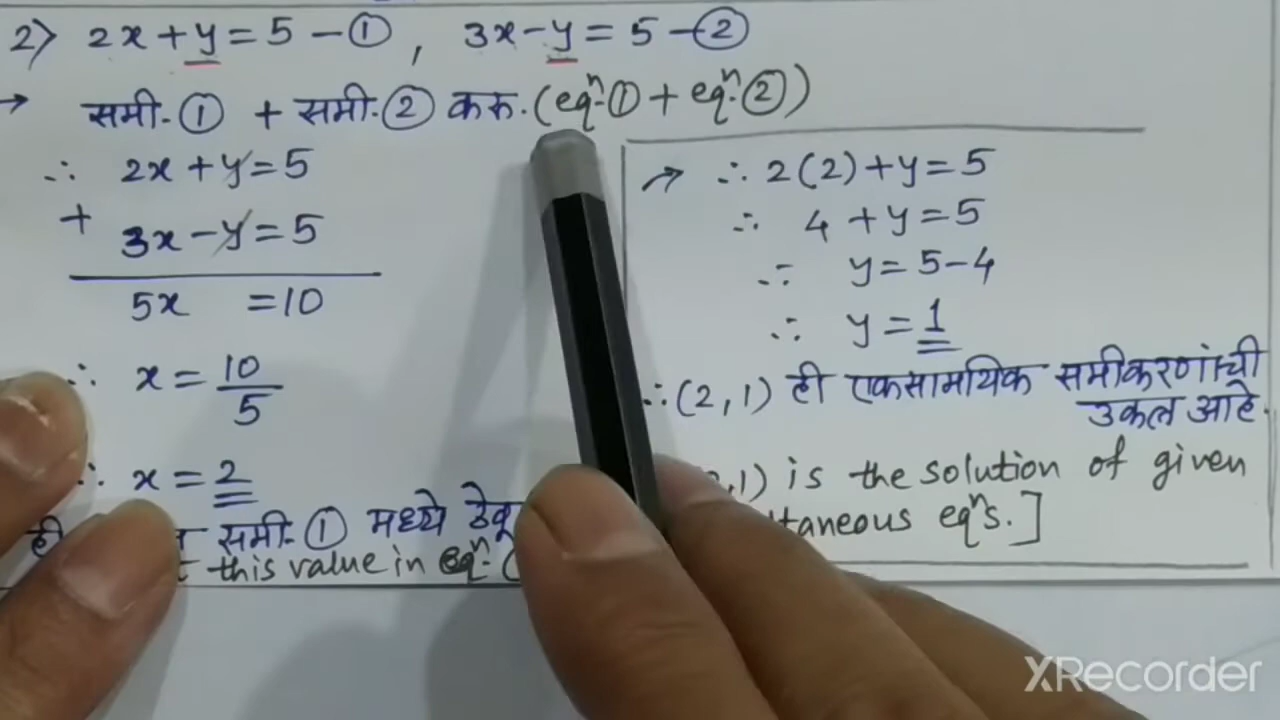 2) 2x + y = 5 – ① , 3x – y = 5 – ②
→ समी. ① + समी. ② करू. (eqⁿ. ① + eqⁿ. ②)
∴ 2x + y = 5
+ 3x – y = 5
5x = 10
∴ x = 10/5
∴ x = 2
ही समी. ① मध्ये ठेवू
this value in eqⁿ. (
→ ∴ 2(2) + y = 5
∴ 4 + y = 5
∴ y = 5 – 4
∴ y = 1
∴ (2,1) ही एकसामयिक समीकरणांची
उकल आहे.
,1) is the solution of given
taneous eqⁿs.]
XRecorder